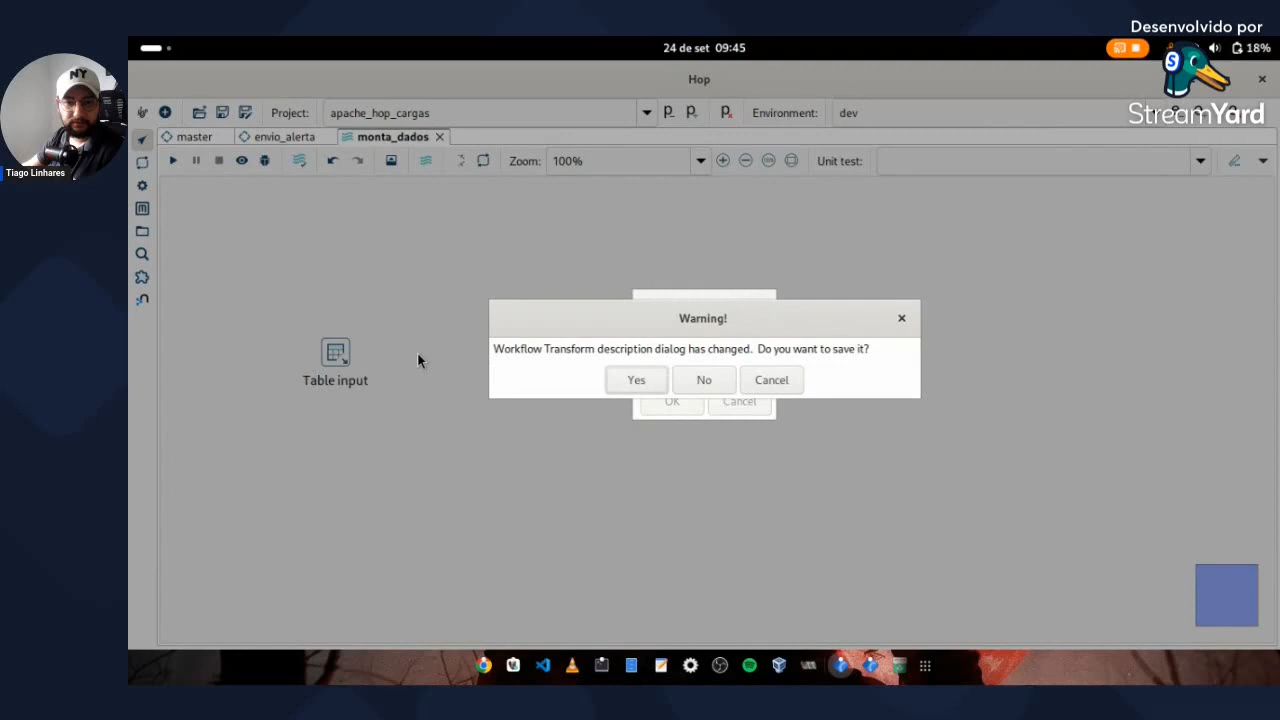 Desenvolvido por
StreamYard
24 de set 09:45
18%
Hop
NY
Tiago Linhares
Project:
apache_hop_cargas
Environment:
dev
master
envio_alerta
monta_dados
Zoom:
100%
Unit test:
Warning!
Workflow Transform description dialog has changed. Do you want to save it?
Yes
No
Cancel
OK
Cancel
Table input